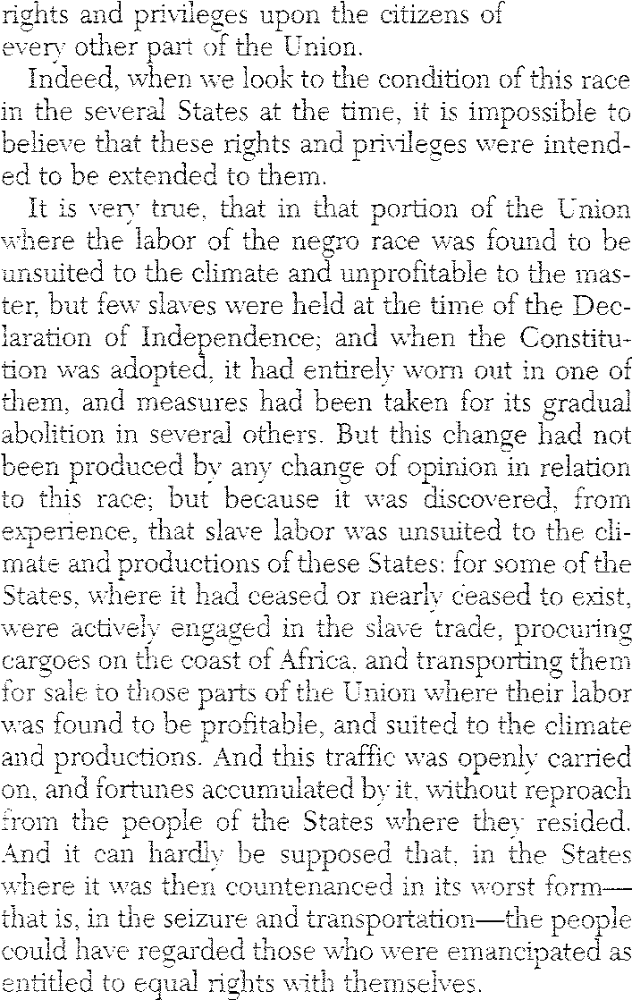 rights and privileges upon the citizens of
every other part of the Union.
Indeed, when we look to the condition of this race
in the several States at the time, it is impossible to
believe that these rights and privileges were intend-
ed to be extended to them.
It is very true, that in that portion of the Union
where the labor of the negro race was found to be
unsuited to the climate and unprofitable to the mas-
ter, but few slaves were held at the time of the Dec-
laration of Independence; and when the Constitu-
tion was adopted, it had entirely worn out in one of
them, and measures had been taken for its gradual
abolition in several others. But this change had not
been produced by any change of opinion in relation
to this race; but because it was discovered, from
experience, that slave labor was unsuited to the cli-
mate and productions of these States: for some of the
States, where it had ceased or nearly ceased to exist,
were actively engaged in the slave trade, procuring
cargoes on the coast of Africa, and transporting them
for sale to those parts of the Union where their labor
was found to be profitable, and suited to the climate
and productions. And this traffic was openly carried
on, and fortunes accumulated by it, without reproach
from the people of the States where they resided.
And it can hardly be supposed that, in the States
where it was then countenanced in its worst form—
that is, in the seizure and transportation—the people
could have regarded those who were emancipated as
entitled to equal rights with themselves.